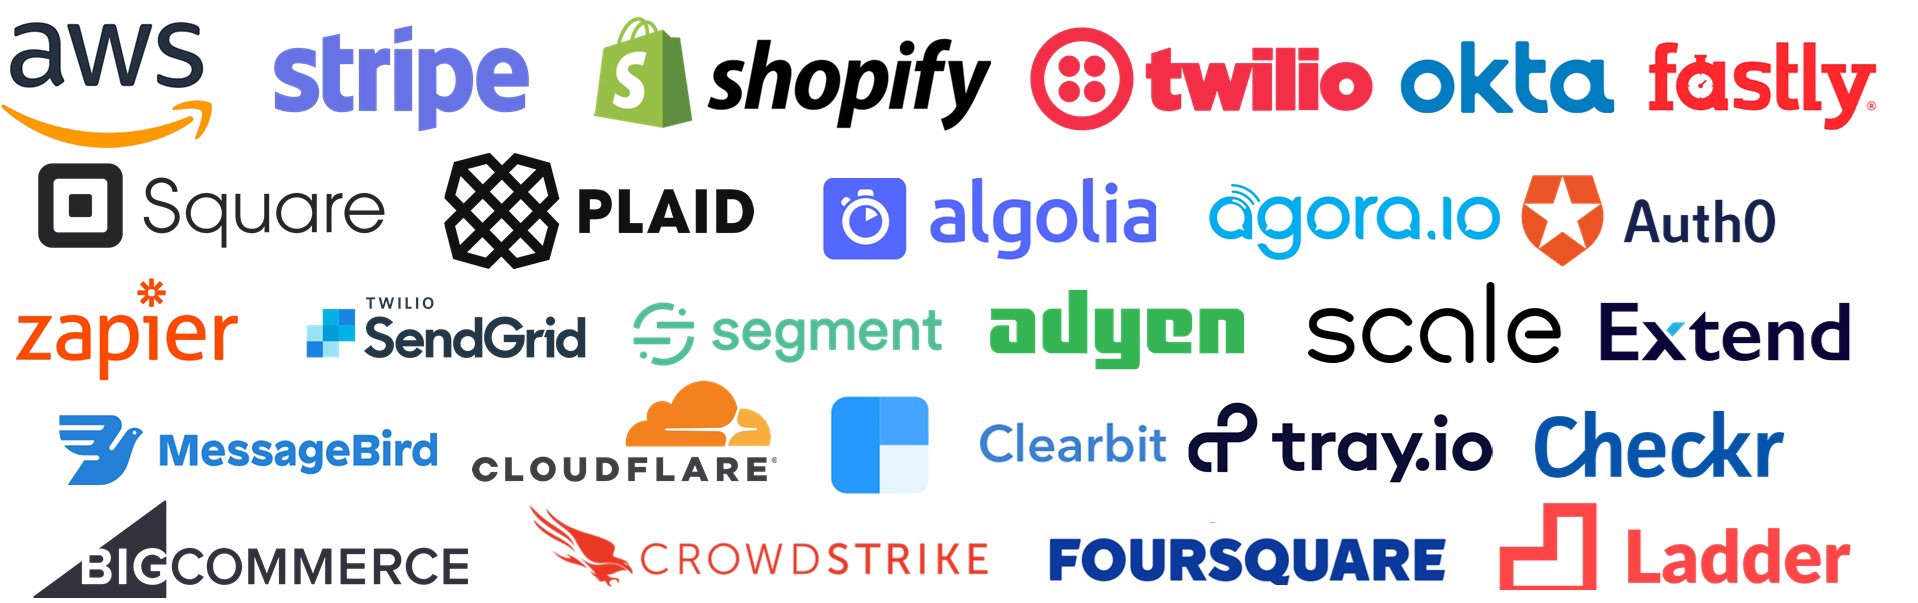 aws stripe S shopify twilio okta fastly®
Square PLAID algolia agora.io Auth0
zapier TWILIO SendGrid segment adyen scale Extend
MessageBird CLOUDFLARE® Clearbit tray.io Checkr
BIGCOMMERCE CROWDSTRIKE FOURSQUARE Ladder